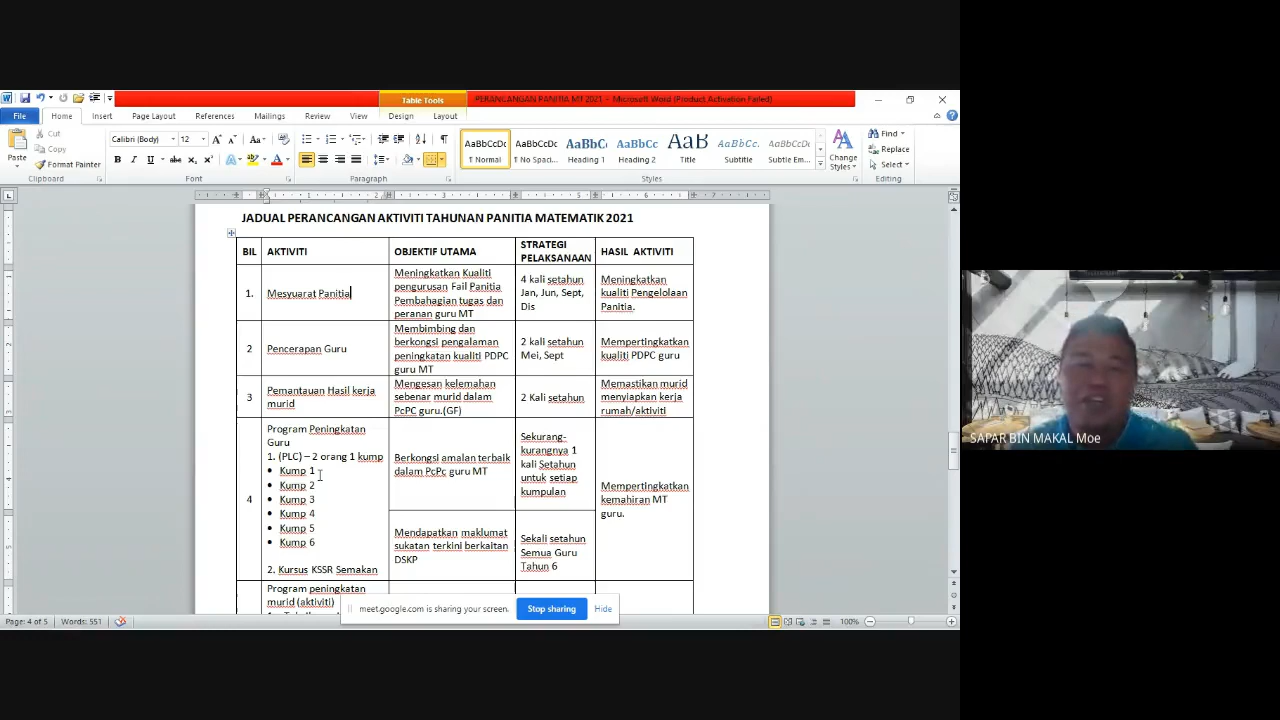 Table Tools
PERANCANGAN PANITIA MT 2021 - Microsoft Word (Product Activation Failed)
File Home Insert Page Layout References Mailings Review View Design Layout
Cut
Copy
Format Painter
Paste
Calibri (Body) 12
AaBbCcDc AaBbCcDc AaBbCc AaBbCc AaB AaBbCc. AaBbCcDc
¶ Normal ¶ No Spac... Heading 1 Heading 2 Title Subtitle Subtle Em...
Change Styles
Find
Replace
Select
Clipboard Font Paragraph Styles Editing
JADUAL PERANCANGAN AKTIVITI TAHUNAN PANITIA MATEMATIK 2021
BIL AKTIVITI OBJEKTIF UTAMA STRATEGI PELAKSANAAN HASIL AKTIVITI
1. Mesyuarat Panitia
Meningkatkan Kualiti
pengurusan Fail Panitia
Pembahagian tugas dan
peranan guru MT
4 kali setahun
Jan, Jun, Sept,
Dis
Meningkatkan
kualiti Pengelolaan
Panitia.
2 Pencerapan Guru
Membimbing dan
berkongsi pengalaman
peningkatan kualiti PDPC
guru MT
2 kali setahun
Mei, Sept
Mempertingkatkan
kualiti PDPC guru
3 Pemantauan Hasil kerja
murid
Mengesan kelemahan
sebenar murid dalam
PcPC guru.(GF)
2 Kali setahun
Memastikan murid
menyiapkan kerja
rumah/aktiviti
4
Program Peningkatan
Guru
1. (PLC) – 2 orang 1 kump
• Kump 1
• Kump 2
• Kump 3
• Kump 4
• Kump 5
• Kump 6
2. Kursus KSSR Semakan
Berkongsi amalan terbaik
dalam PcPc guru MT
Sekurang-
kurangnya 1
kali Setahun
untuk setiap
kumpulan
Mempertingkatkan
kemahiran MT
guru.
Mendapatkan maklumat
sukatan terkini berkaitan
DSKP
Sekali setahun
Semua Guru
Tahun 6
Program peningkatan
murid (aktiviti)
meet.google.com is sharing your screen. Stop sharing Hide
Page: 4 of 5 Words: 551 100%
SAPAR BIN MAKAL Moe